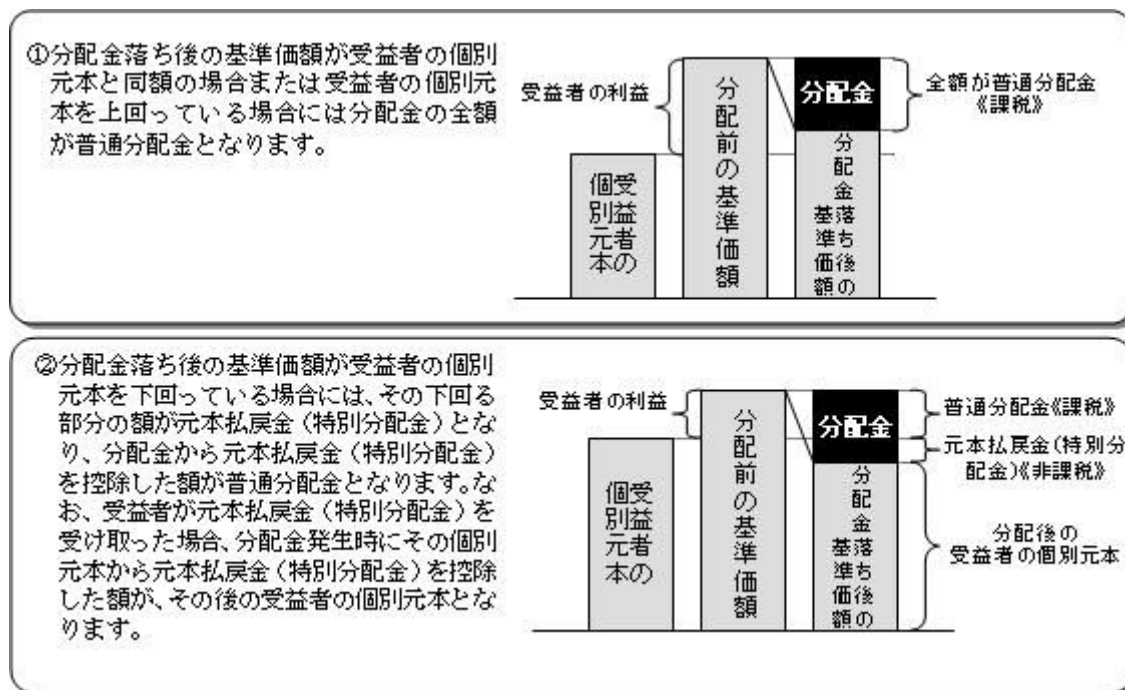 ①分配金落ち後の基準価額が受益者の個別
元本と同額の場合または受益者の個別元
本を上回っている場合には分配金の全額
が普通分配金となります。
受益者の利益
受益者の
個別元本
分配前の基準価額
分配金
分配金落ち後の
基準価額
全額が普通分配金
《課税》
②分配金落ち後の基準価額が受益者の個別
元本を下回っている場合には、その下回る
部分の額が元本払戻金（特別分配金）とな
り、分配金から元本払戻金（特別分配金）
を控除した額が普通分配金となります。な
お、受益者が元本払戻金（特別分配金）を
受け取った場合、分配金発生時にその個別
元本から元本払戻金（特別分配金）を控除
した額が、その後の受益者の個別元本とな
ります。
受益者の利益
受益者の
個別元本
分配前の基準価額
分配金
分配金落ち後の
基準価額
普通分配金《課税》
元本払戻金（特別分
配金）《非課税》
分配後の
受益者の個別元本